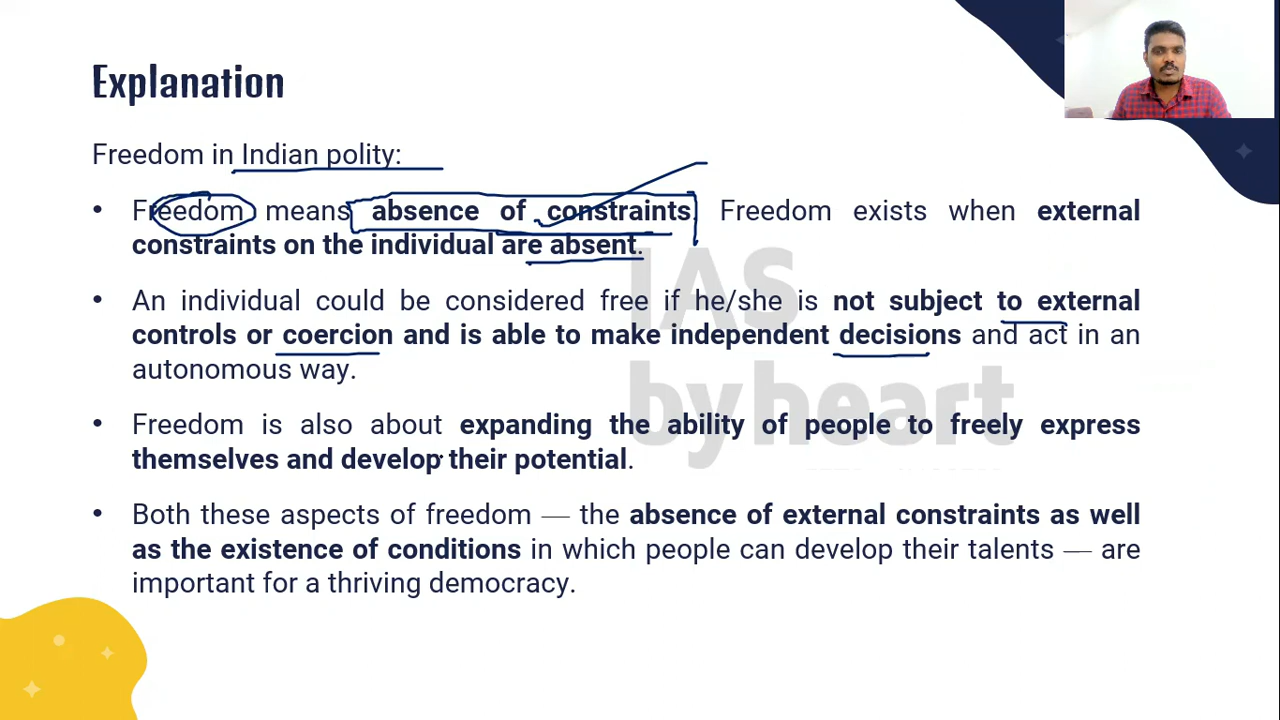 Explanation
Freedom in Indian polity:
• Freedom means absence of constraints. Freedom exists when external
constraints on the individual are absent.
• An individual could be considered free if he/she is not subject to external
controls or coercion and is able to make independent decisions and act in an
autonomous way.
• Freedom is also about expanding the ability of people to freely express
themselves and develop their potential.
• Both these aspects of freedom — the absence of external constraints as well
as the existence of conditions in which people can develop their talents — are
important for a thriving democracy.
IAS
by heart